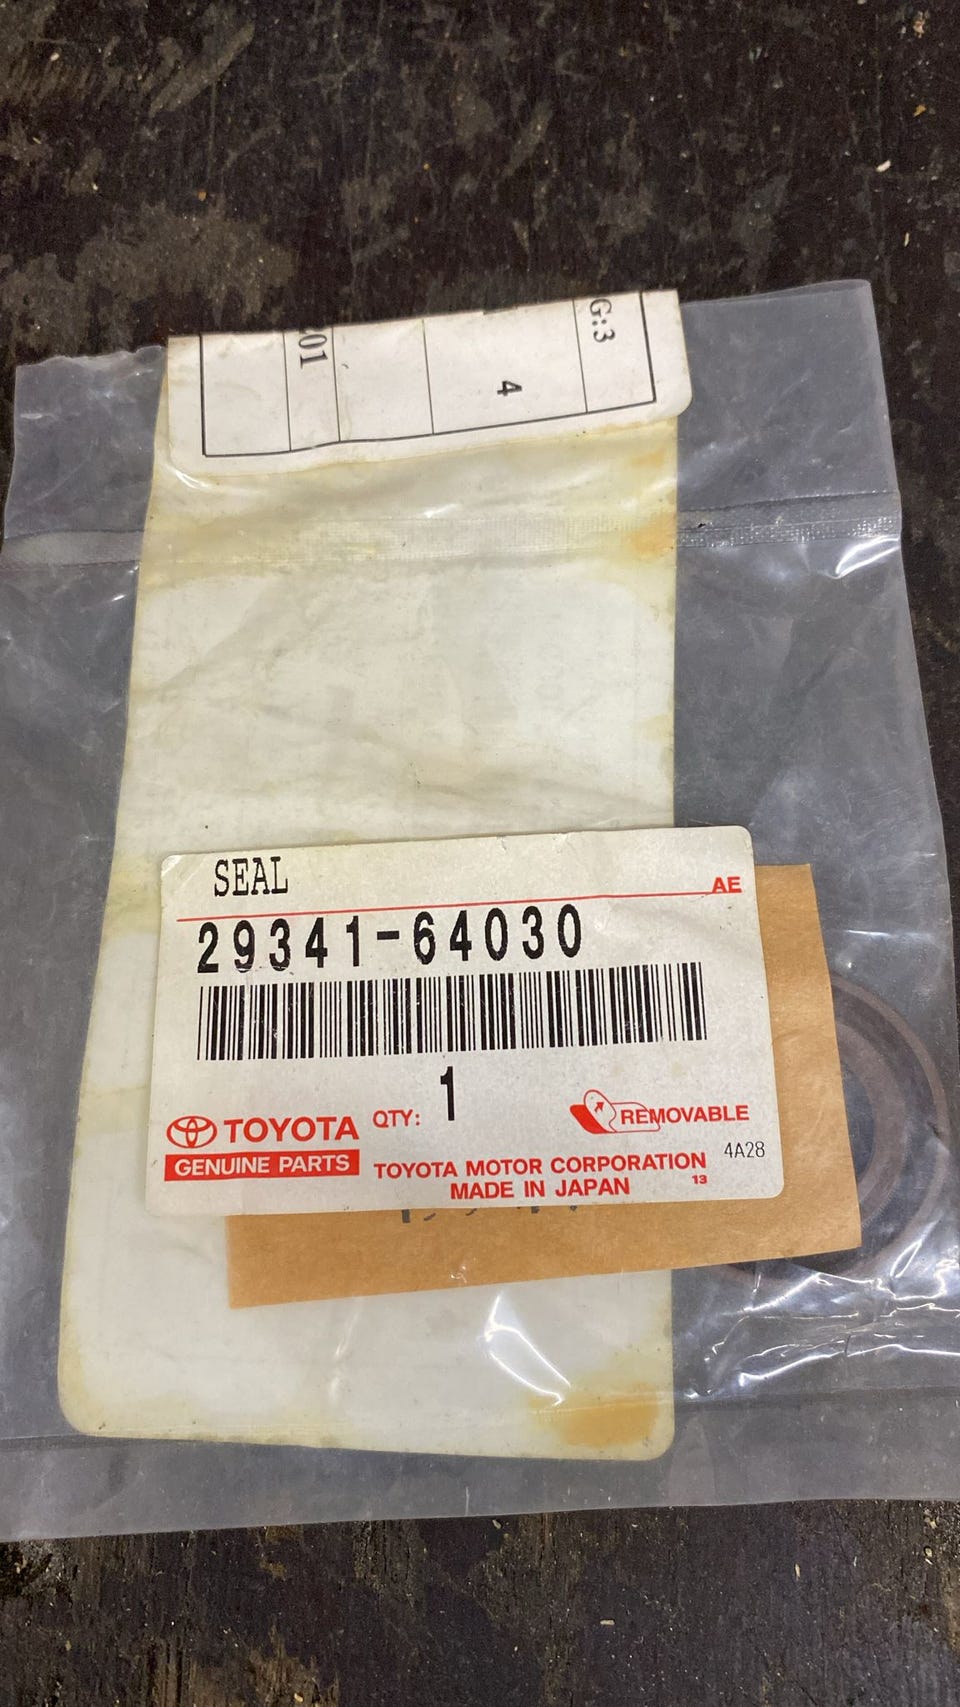 201
4
G:3
SEAL
AE
29341-64030
QTY: 1
TOYOTA
GENUINE PARTS
REMOVABLE
4A28
TOYOTA MOTOR CORPORATION
13
MADE IN JAPAN